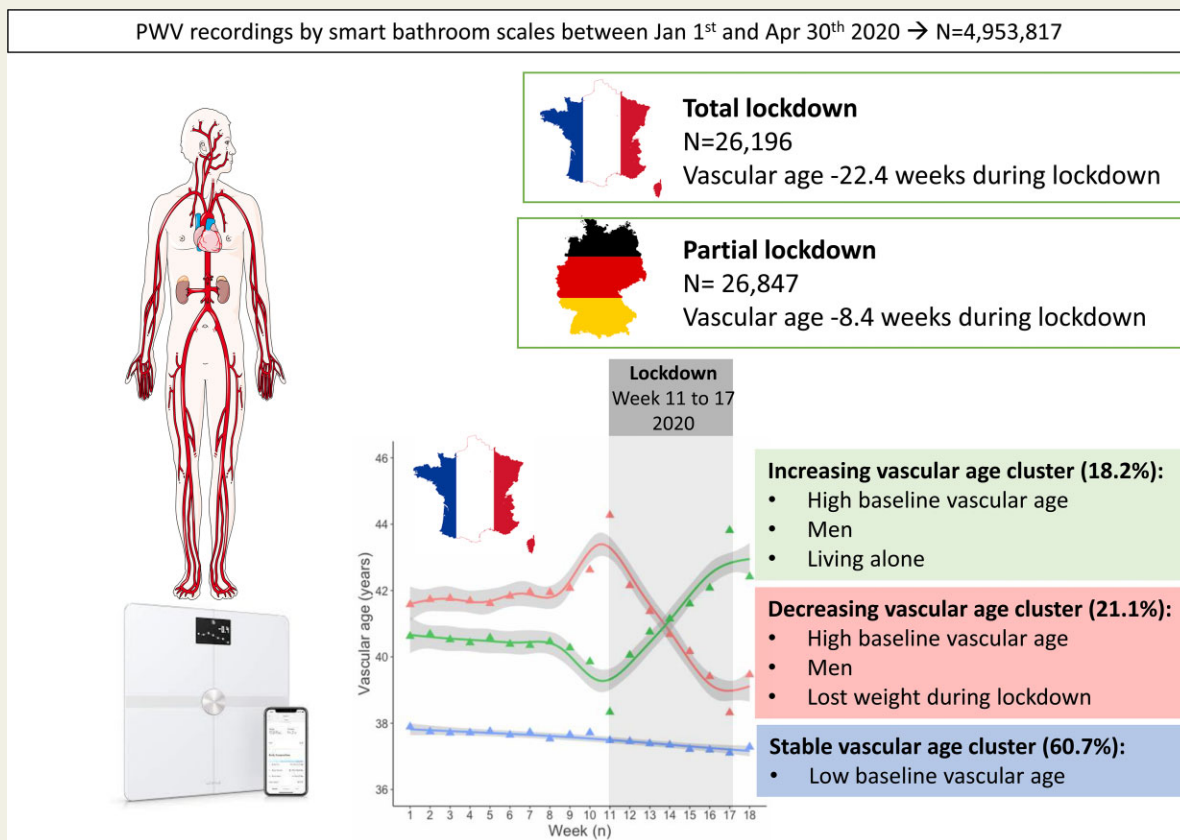 PWV recordings by smart bathroom scales between Jan 1st and Apr 30th 2020 → N=4,953,817
Total lockdown
N=26,196
Vascular age -22.4 weeks during lockdown
Partial lockdown
N= 26,847
Vascular age -8.4 weeks during lockdown
Lockdown
Week 11 to 17
2020
46
44
42
40
38
36
Vascular age (years)
1 2 3 4 5 6 7 8 9 10 11 12 13 14 15 16 17 18
Week (n)
Increasing vascular age cluster (18.2%):
• High baseline vascular age
• Men
• Living alone
Decreasing vascular age cluster (21.1%):
• High baseline vascular age
• Men
• Lost weight during lockdown
Stable vascular age cluster (60.7%):
• Low baseline vascular age